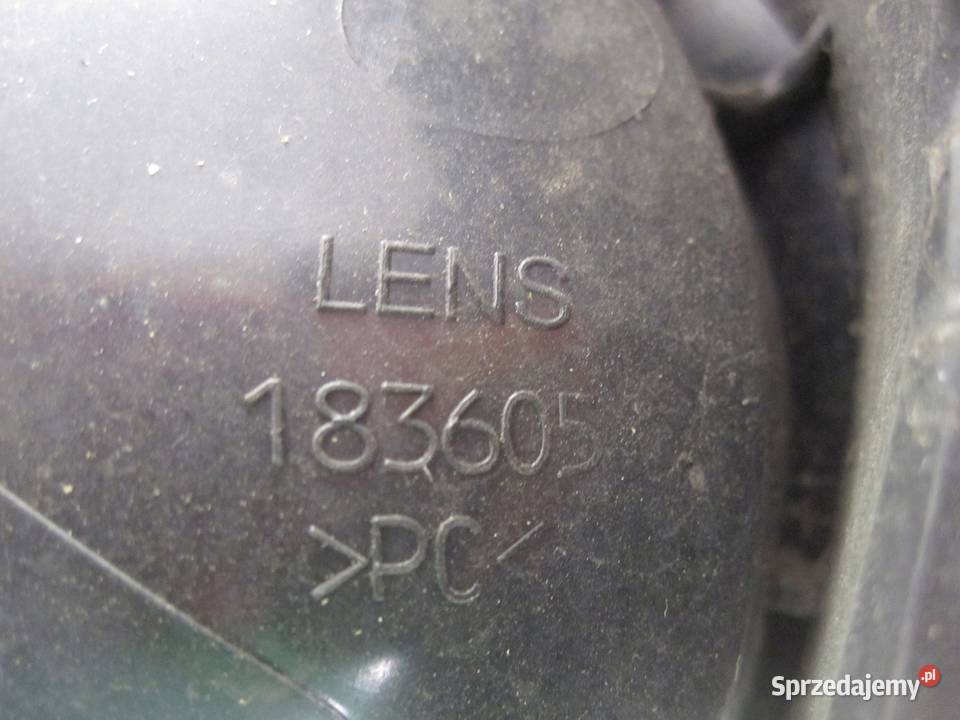 LENS
183605
>PC<
Sprzedajemy.pl